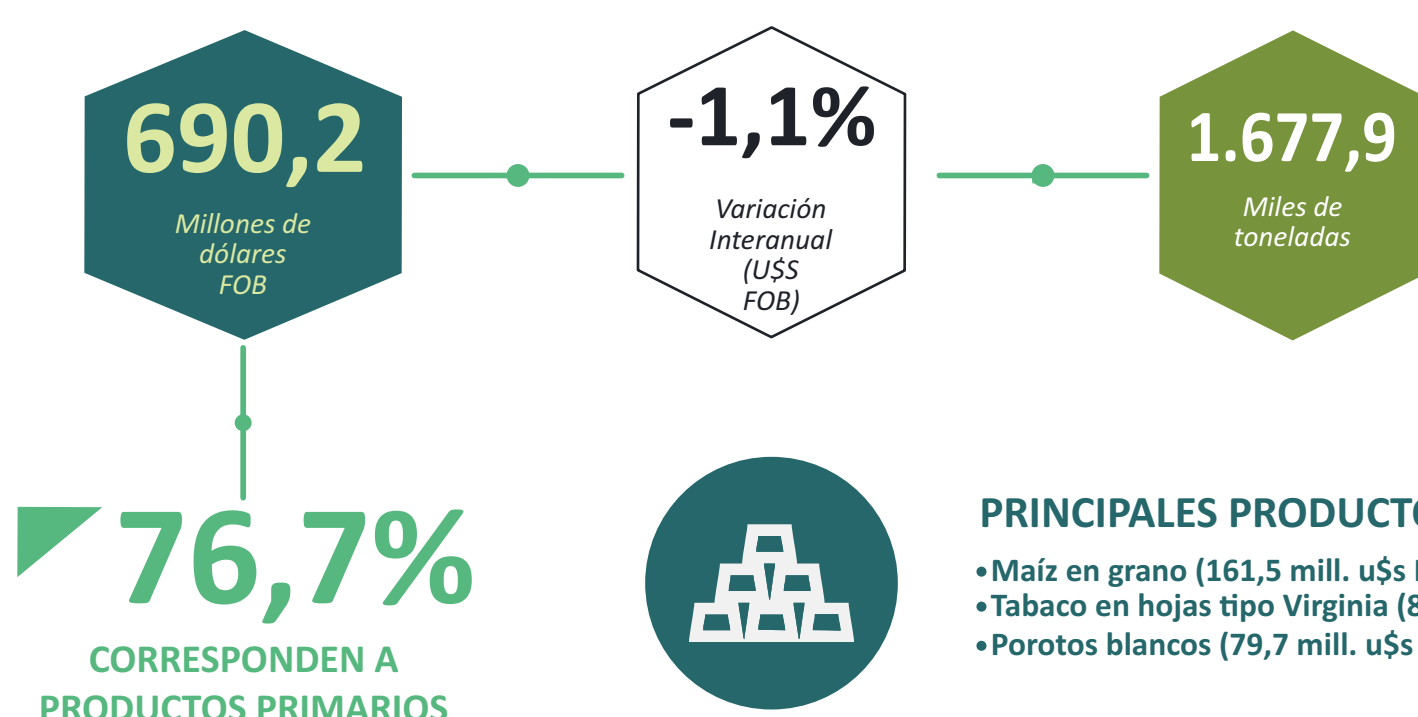 690,2
Millones de
dólares
FOB
-1,1%
Variación
Interanual
(U$S
FOB)
1.677,9
Miles de
toneladas
76,7%
CORRESPONDEN A
PRODUCTOS PRIMARIOS
PRINCIPALES PRODUCTO
•Maíz en grano (161,5 mill. u$s
•Tabaco en hojas tipo Virginia (8
•Porotos blancos (79,7 mill. u$s